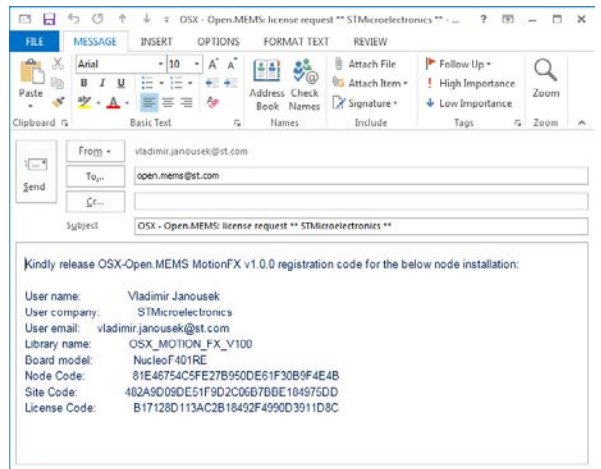 OSX - Open.MEMS: license request ** STMicroelectronics ** - ...
FILE MESSAGE INSERT OPTIONS FORMAT TEXT REVIEW
Arial 10
Attach File
Follow Up
Attach Item
High Importance
Paste
B I U
Address Book
Check Names
Signature
Low Importance
Zoom
Clipboard Basic Text Names Include Tags Zoom
From vladimir.janousek@st.com
To... open.mems@st.com
Send
Cc...
Subject OSX - Open.MEMS: license request ** STMicroelectronics **
Kindly release OSX-Open.MEMS MotionFX v1.0.0 registration code for the below node installation:
User name: Vladimir Janousek
User company: STMicroelectronics
User email: vladimir.janousek@st.com
Library name: OSX_MOTION_FX_V100
Board model: NucleoF401RE
Node Code: 81E46754C5FE27B950DE61F30B9F4E4B
Site Code: 482A9D09DE51F9D2C06B7BBE184975DD
License Code: B17128D113AC2B18492F4990D3911D8C